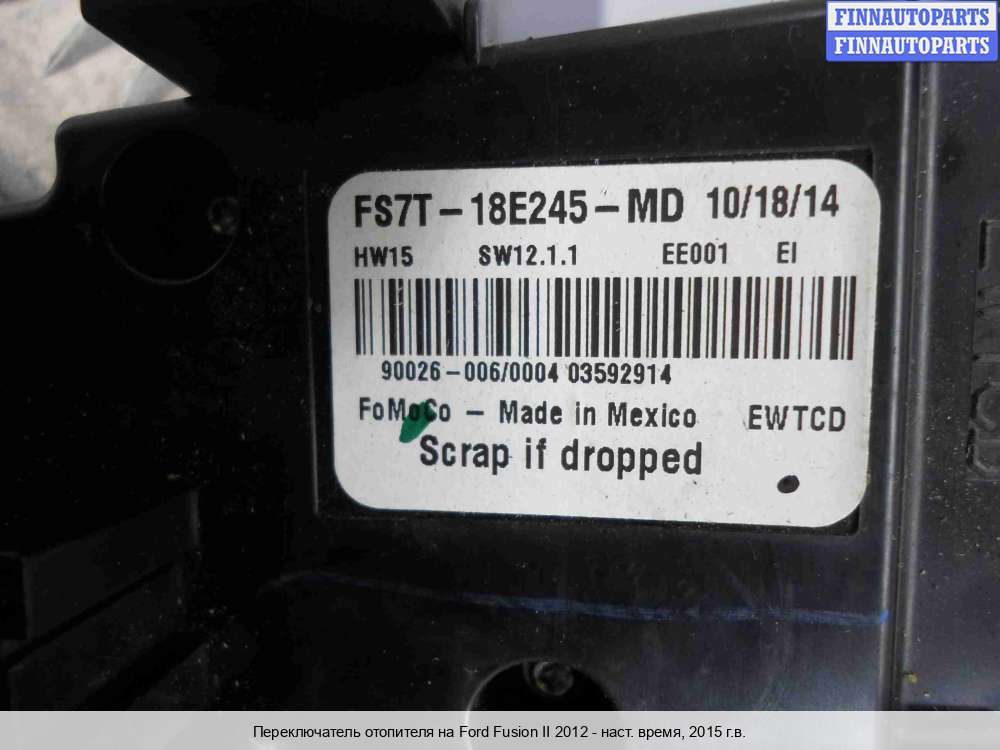 FINNAUTOPARTS
FINNAUTOPARTS
FS7T-18E245-MD 10/18/14
HW15 SW12.1.1 EE001 EI
90026-006/0004 03592914
FoMoCo - Made in Mexico EWTCD
Scrap if dropped
Переключатель отопителя на Ford Fusion II 2012 - наст. время, 2015 г.в.